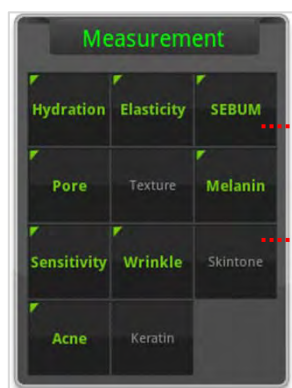 Measurement
Hydration Elasticity SEBUM
Pore Texture Melanin
Sensitivity Wrinkle Skintone
Acne Keratin